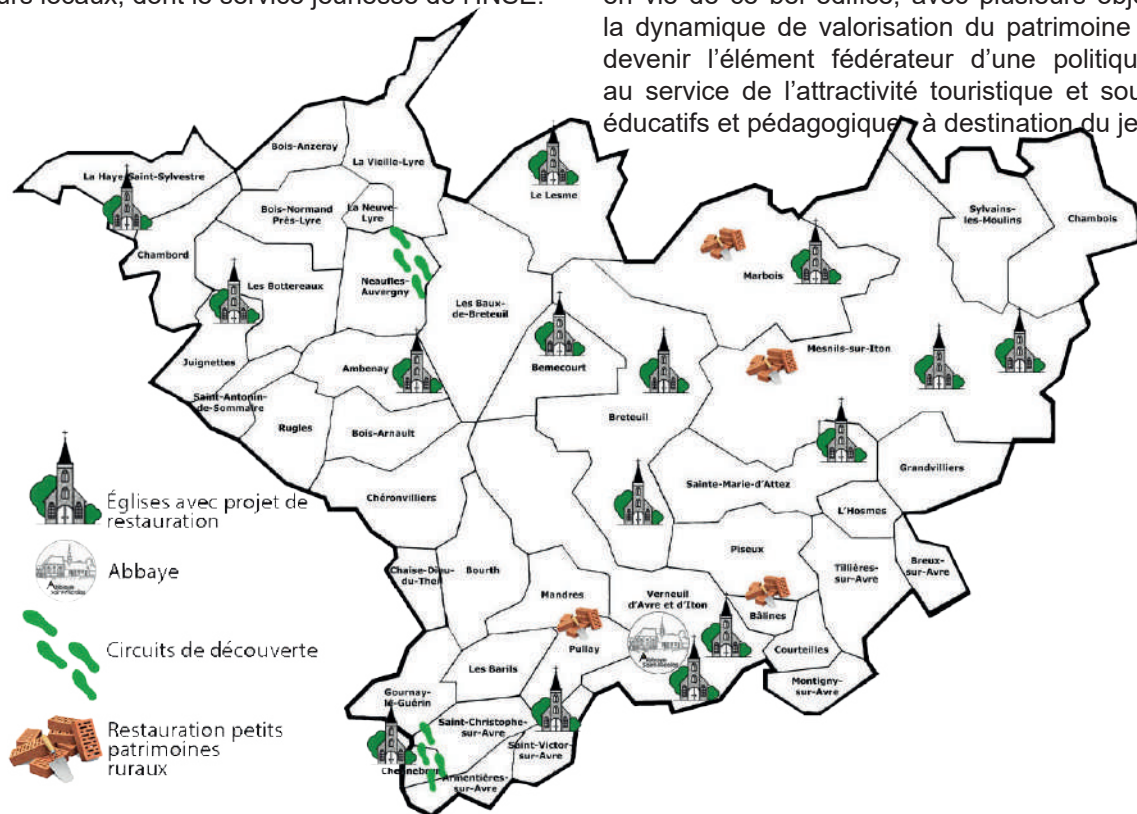 urs locaux, dont le service jeunesse de l'INSE.
en vie de ce bel édifice, avec plusieurs obje
la dynamique de valorisation du patrimoine
devenir l'élément fédérateur d'une politiqu
au service de l'attractivité touristique et sou
éducatifs et pédagogique à destination du je
Bois-Anzeray
La Vieille-Lyre
La Haye-Saint-Sylvestre
Le Lesme
Bois-Normand
Près-Lyre
La Neuve-
Lyre
Sylvains-
les-Moulins
Chambois
Chambord
Marbois
Les Bottereaux
Neaufles-
Auvergny
Les Baux-
de-Breteuil
Mesnils-sur-Iton
Juignettes
Ambenay
Bemecourt
Saint-Antonin-
de-Sommaire
Breteuil
Rugles
Bois-Arnault
Grandvilliers
Chéronvilliers
Sainte-Marie-d'Attez
L'Hosmes
Piseux
Tillières-
sur-Avre
Breux-
sur-Avre
Chaise-Dieu-
du-Theil
Bourth
Mandres
Verneuil
d'Avre et d'Iton
Bâlines
Pullay
Courteilles
Les Barils
Montigny-
sur-Avre
Gournay-
le-Guérin
Saint-Christophe-
sur-Avre
Saint-Victor-
sur-Avre
Armentières-
sur-Avre
Églises avec projet de
restauration
Abbaye
Circuits de découverte
Restauration petits
patrimoines
ruraux